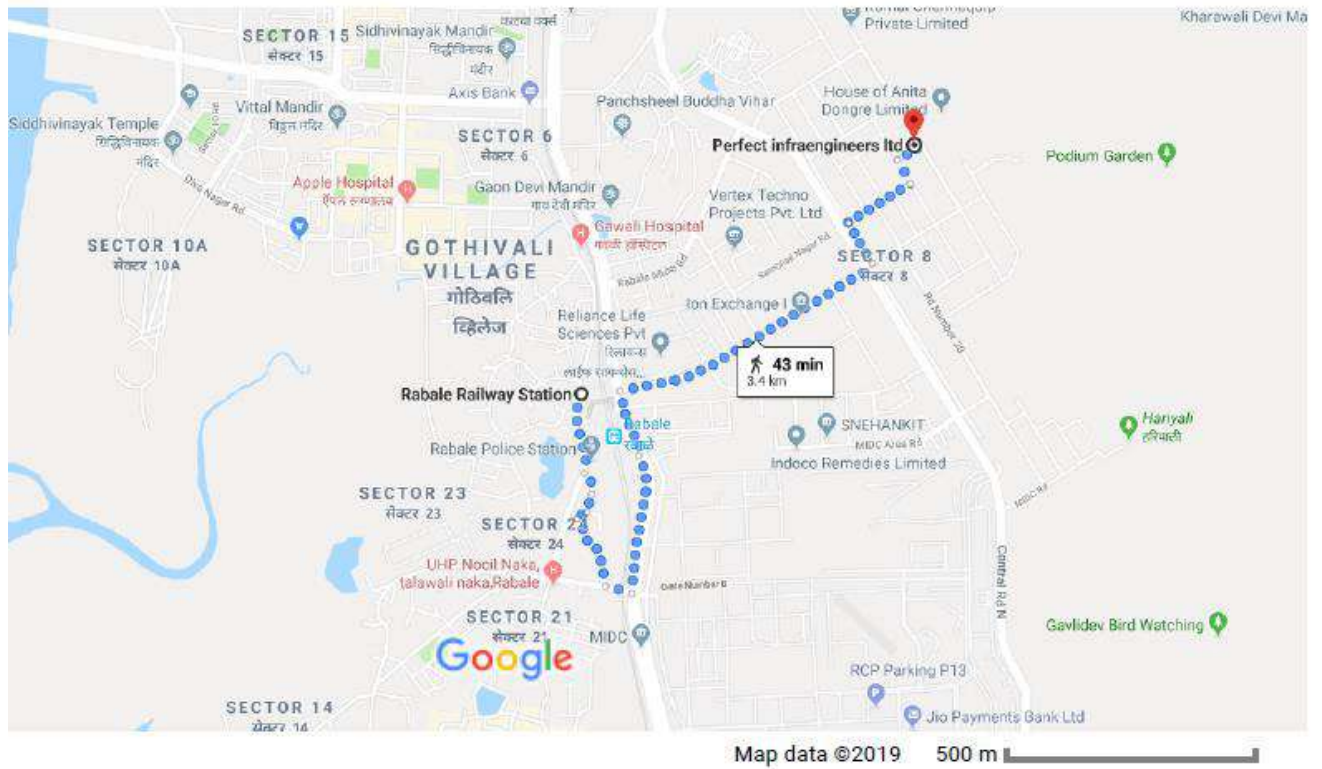 Private Limited
Kharawali Devi Ma
SECTOR 15
सेक्टर 15
Sidhivinayak Mandir
Axis Bank
Vittal Mandir
Siddhivinayak Temple
SECTOR 6
सेक्टर 6
Panchsheel Buddha Vihar
House of Anita
Dongre Limited
Perfect infraengineers ltd
Podium Garden
Apple Hospital
Gaon Devi Mandir
Vertex Techno
Projects Pvt. Ltd
Gawali Hospital
SECTOR 10A
सेक्टर 10A
GOTHIVALI
VILLAGE
गोठिवलि
व्हिलेज
SECTOR 8
सेक्टर 8
Ion Exchange I
Reliance Life
Sciences Pvt
43 min
3.4 km
Rabale Railway Station
Rabale
रबाळे
Rabale Police Station
SNEHANKIT
Indoco Remedies Limited
Hariyali
हरियाली
SECTOR 23
सेक्टर 23
SECTOR 24
सेक्टर 24
MIDC Rd
UHP Nocil Naka,
talawali naka,Rabale
Central Rd N
SECTOR 21
सेक्टर 21
MIDC
Gavlidev Bird Watching
Google
RCP Parking P13
SECTOR 14
Jio Payments Bank Ltd
Map data ©2019 500 m